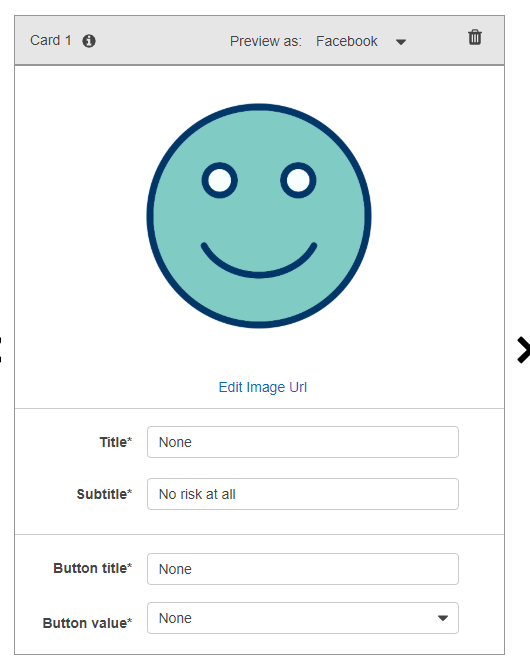 Card 1 Preview as: Facebook
Edit Image Url
Title* None
Subtitle* No risk at all
Button title* None
Button value* None